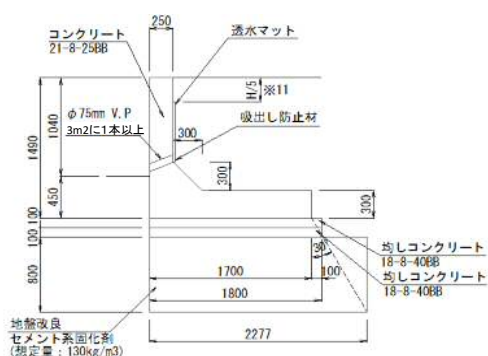 250
コンクリート
21-8-25BB
透水マット
H/5
※11
φ75mm V.P
3m2に1本以上
吸出し防止材
300
1040
1490
450
300
300
100
100
800
30
均しコンクリート
18-8-40BB
1700
100
均しコンクリート
18-8-40BB
1800
地盤改良
セメント系固化剤
(想定量:130kg/m3)
2277